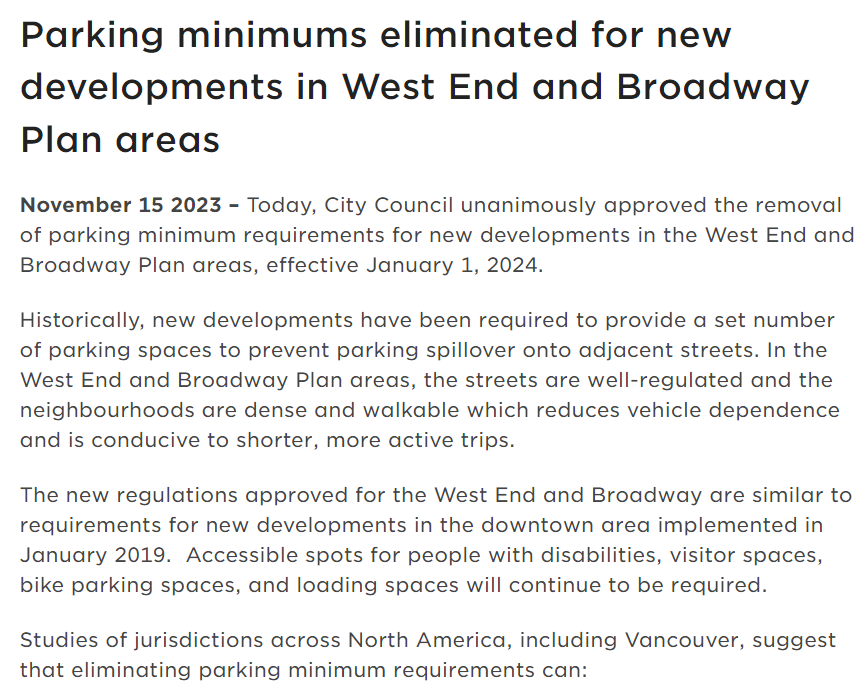 Parking minimums eliminated for new
developments in West End and Broadway
Plan areas
November 15 2023 – Today, City Council unanimously approved the removal
of parking minimum requirements for new developments in the West End and
Broadway Plan areas, effective January 1, 2024.
Historically, new developments have been required to provide a set number
of parking spaces to prevent parking spillover onto adjacent streets. In the
West End and Broadway Plan areas, the streets are well-regulated and the
neighbourhoods are dense and walkable which reduces vehicle dependence
and is conducive to shorter, more active trips.
The new regulations approved for the West End and Broadway are similar to
requirements for new developments in the downtown area implemented in
January 2019.  Accessible spots for people with disabilities, visitor spaces,
bike parking spaces, and loading spaces will continue to be required.
Studies of jurisdictions across North America, including Vancouver, suggest
that eliminating parking minimum requirements can: